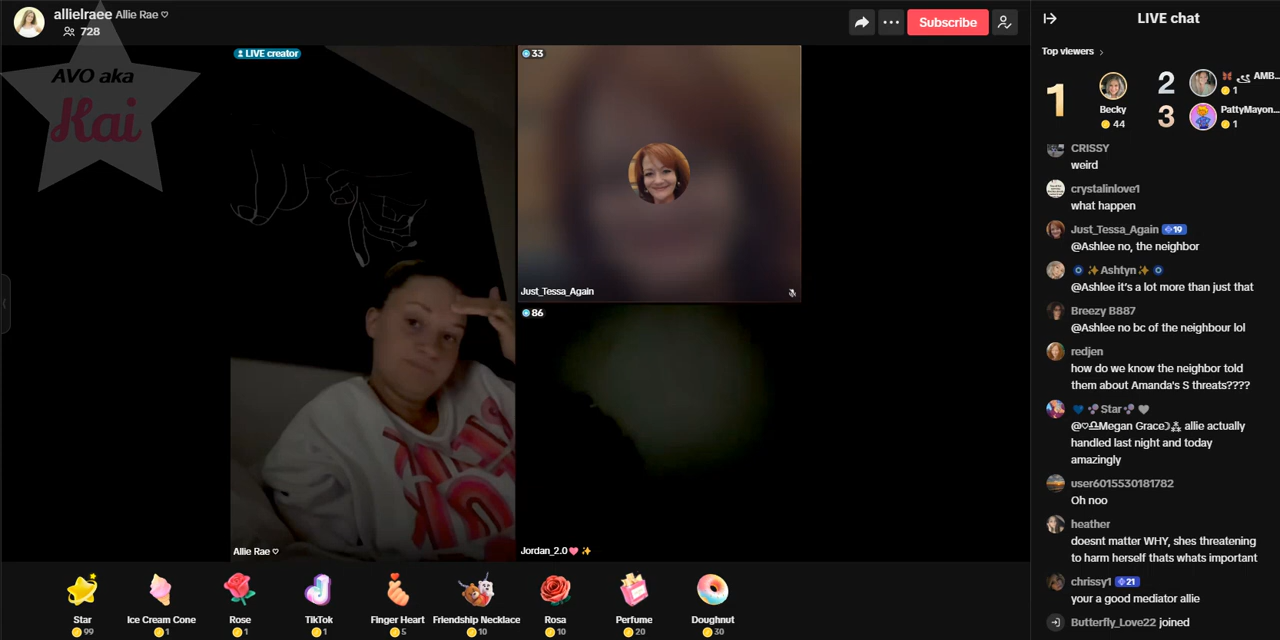 allielraee Allie Rae ♡
728
Subscribe
AVO aka
Kai
LIVE creator
33
Just_Tessa_Again
86
Allie Rae ♡
Jordan_2.0 ❤️ ✨
Star
99
Ice Cream Cone
1
Rose
1
TikTok
1
Finger Heart
5
Friendship Necklace
10
Rosa
10
Perfume
20
Doughnut
30
LIVE chat
Top viewers >
1
Becky
44
2
AMB...
1
3
PattyMayon...
1
CRISSY
weird
crystalinlove1
what happen
Just_Tessa_Again 19
@Ashlee no, the neighbor
✨Ashtyn✨
@Ashlee it's a lot more than just that
Breezy B887
@Ashlee no bc of the neighbour lol
redjen
how do we know the neighbor told
them about Amanda's S threats????
Star
@♡♎Megan Grace☽⁂ allie actually
handled last night and today
amazingly
user6015530181782
Oh noo
heather
doesnt matter WHY, shes threatening
to harm herself thats whats important
chrissy1 21
your a good mediator allie
Butterfly_Love22 joined